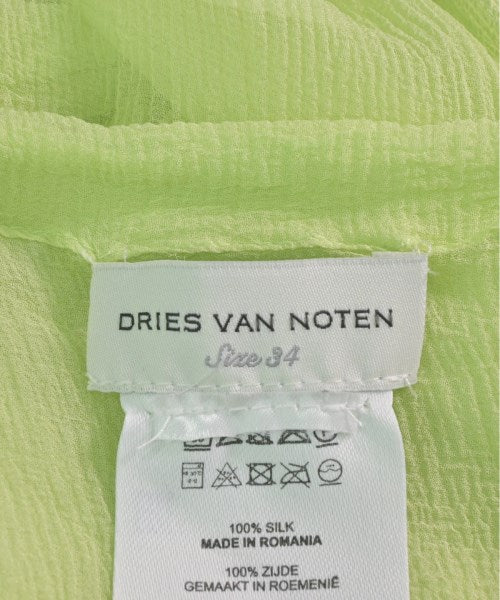 DRIES VAN NOTEN
Size 34
100% SILK
MADE IN ROMANIA
100% ZIJDE
GEMAAKT IN ROEMENIË